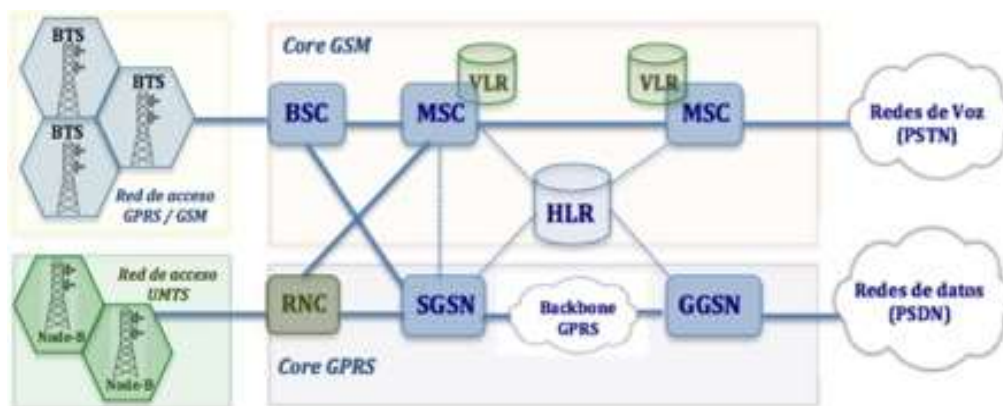 BTS
BTS
BTS
Red de acceso
GPRS / GSM
Core GSM
BSC
MSC
VLR
VLR
MSC
HLR
Redes de Voz
(PSTN)
Node-B
Node-B
Red de acceso
UMTS
RNC
SGSN
Backbone
GPRS
GGSN
Core GPRS
Redes de datos
(PSDN)